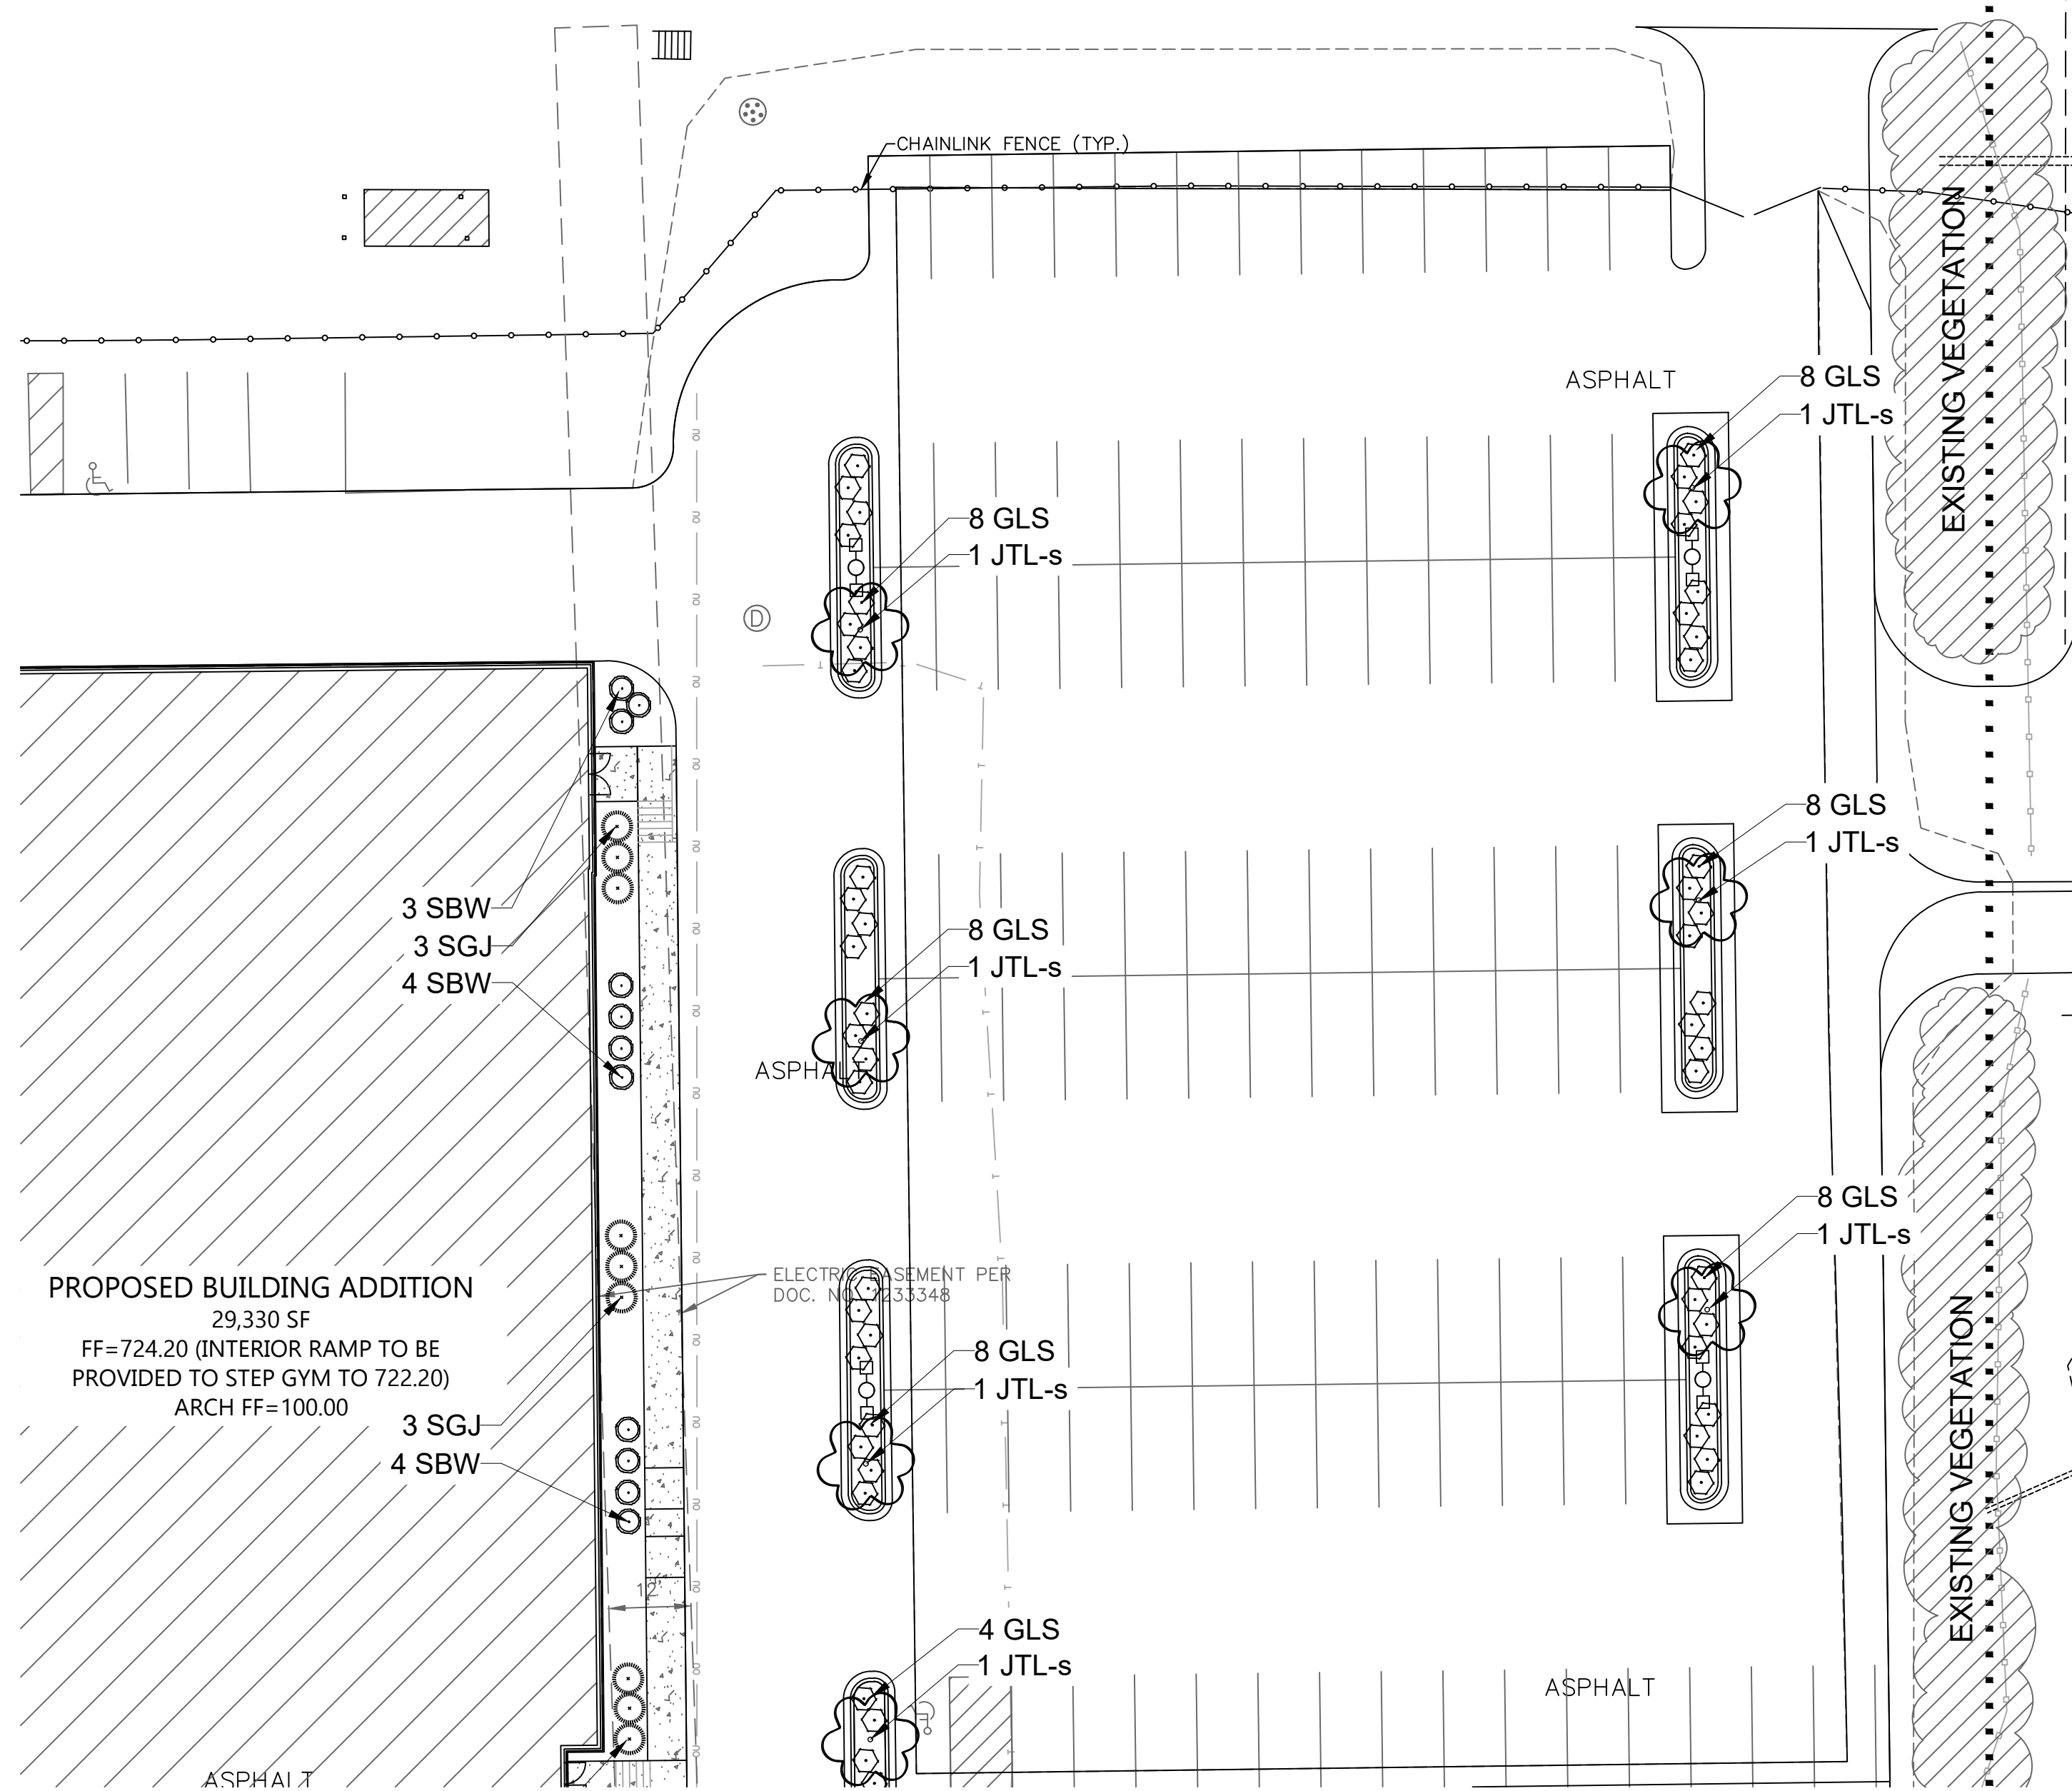 CHAINLINK FENCE (TYP.)
EXISTING VEGETATION
ASPHALT
8 GLS
1 JTL-s
8 GLS
1 JTL-s
D
8 GLS
1 JTL-s
3 SBW
3 SGJ
4 SBW
8 GLS
1 JTL-s
ASPHALT
8 GLS
1 JTL-s
ELECTRIC EASEMENT PER
DOC. NO. 1233348
PROPOSED BUILDING ADDITION
29,330 SF
FF=724.20 (INTERIOR RAMP TO BE
PROVIDED TO STEP GYM TO 722.20)
ARCH FF=100.00
8 GLS
1 JTL-s
EXISTING VEGETATION
3 SGJ
4 SBW
12'
4 GLS
1 JTL-s
ASPHALT
ASPHALT